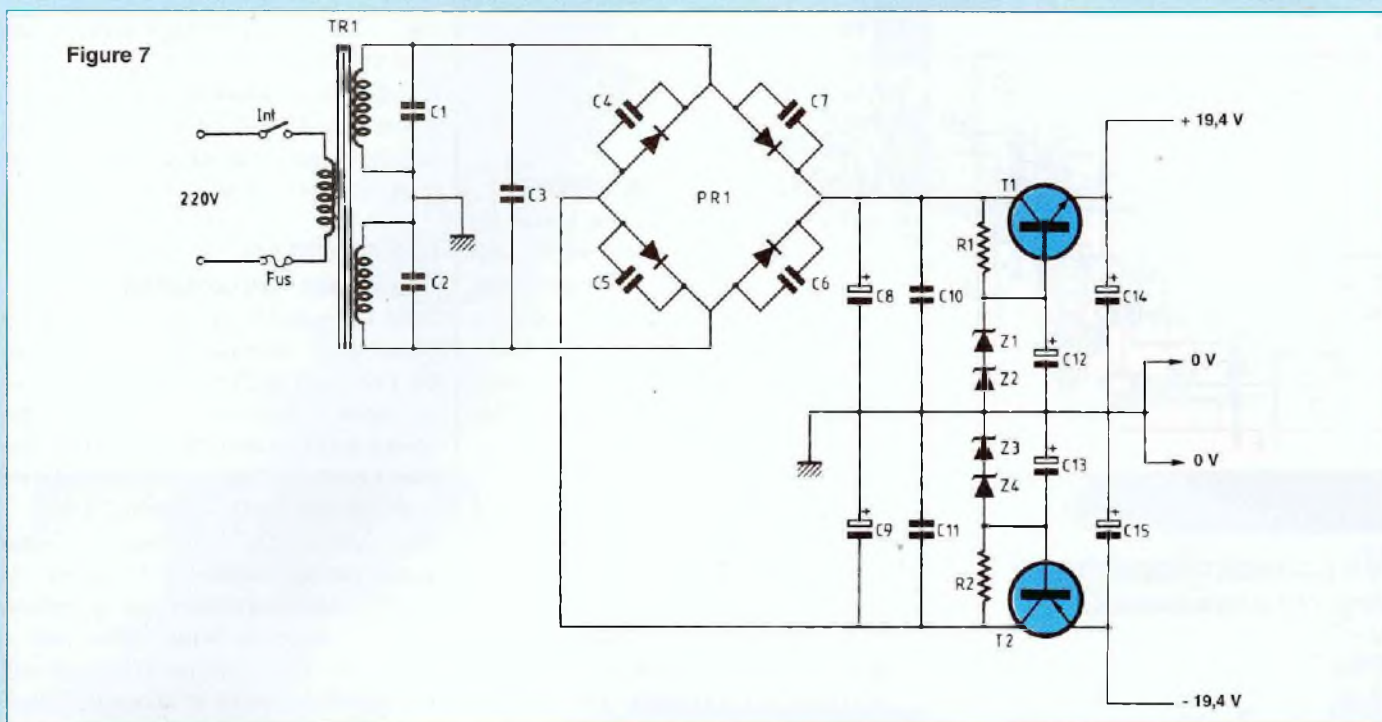 Figure 7
TR1
Int
220V
Fus
C1
C2
C3
C4
C7
PR1
C5
C6
R1
T1
+ 19,4 V
C8
C10
Z1
Z2
C12
C14
0 V
0 V
Z3
Z4
C13
C9
C11
R2
C15
T2
- 19,4 V